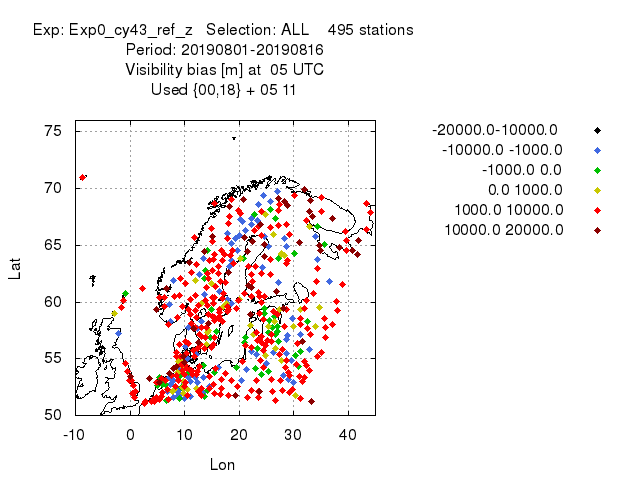 Exp: Exp0_cy43_ref_z   Selection: ALL    495 stations
Period: 20190801-20190816
Visibility bias [m] at  05 UTC
Used {00,18} + 05 11
-20000.0-10000.0
-10000.0 -1000.0
-1000.0 0.0
0.0 1000.0
1000.0 10000.0
10000.0 20000.0
75
70
65
60
55
50
Lat
-10 0 10 20 30 40
Lon